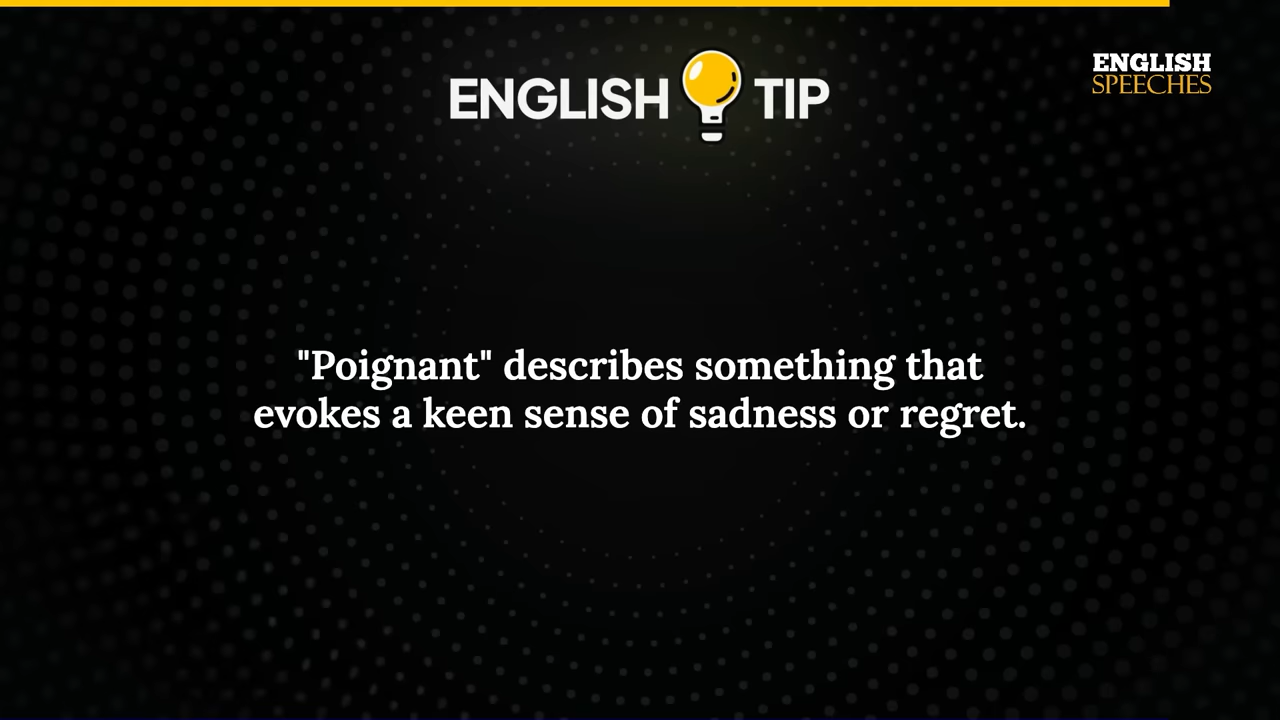 ENGLISH TIP
ENGLISH
SPEECHES
"Poignant" describes something that
evokes a keen sense of sadness or regret.